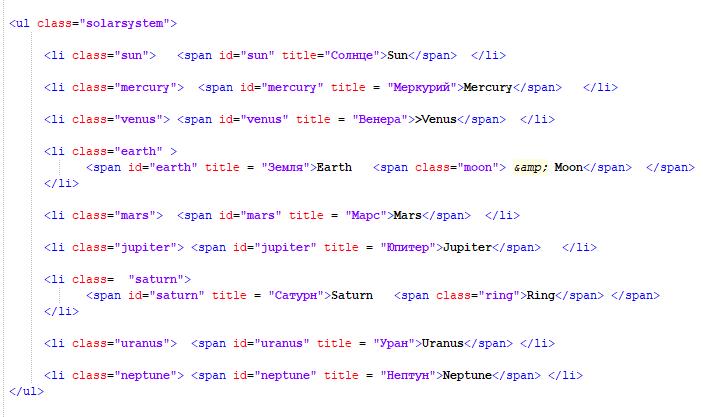 <ul class="solarsystem">
<li class="sun">   <span id="sun" title="Солнце">Sun</span>  </li>
<li class="mercury">  <span id="mercury" title = "Меркурий">Mercury</span>   </li>
<li class="venus"> <span id="venus" title = "Венера">>Venus</span>  </li>
<li class="earth" >
<span id="earth" title = "Земля">Earth   <span class="moon"> &amp; Moon</span>  </span>
</li>
<li class="mars">  <span id="mars" title = "Марс">Mars</span>  </li>
<li class="jupiter"> <span id="jupiter" title = "Юпитер">Jupiter</span>   </li>
<li class=  "saturn">
<span id="saturn" title = "Сатурн">Saturn   <span class="ring">Ring</span> </span>
</li>
<li class="uranus">  <span id="uranus" title = "Уран">Uranus</span> </li>
<li class="neptune"> <span id="neptune" title = "Нептун">Neptune</span> </li>
</ul>